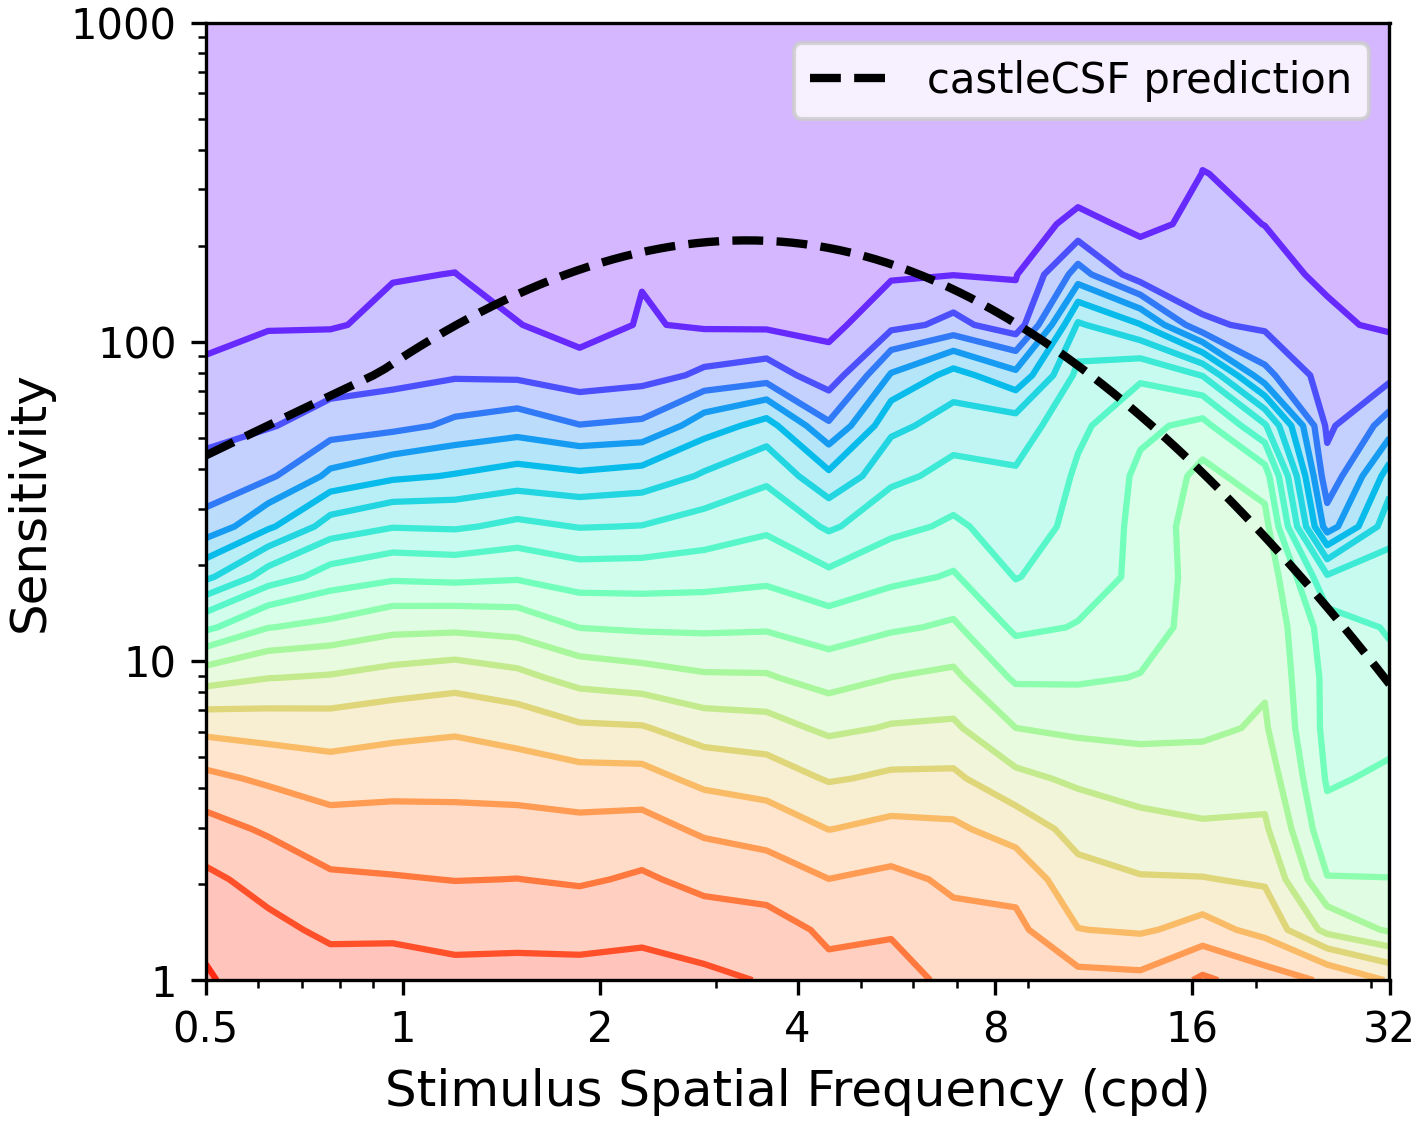 1000
castleCSF prediction
100
Sensitivity
10
1
0.5 1 2 4 8 16 32
Stimulus Spatial Frequency (cpd)